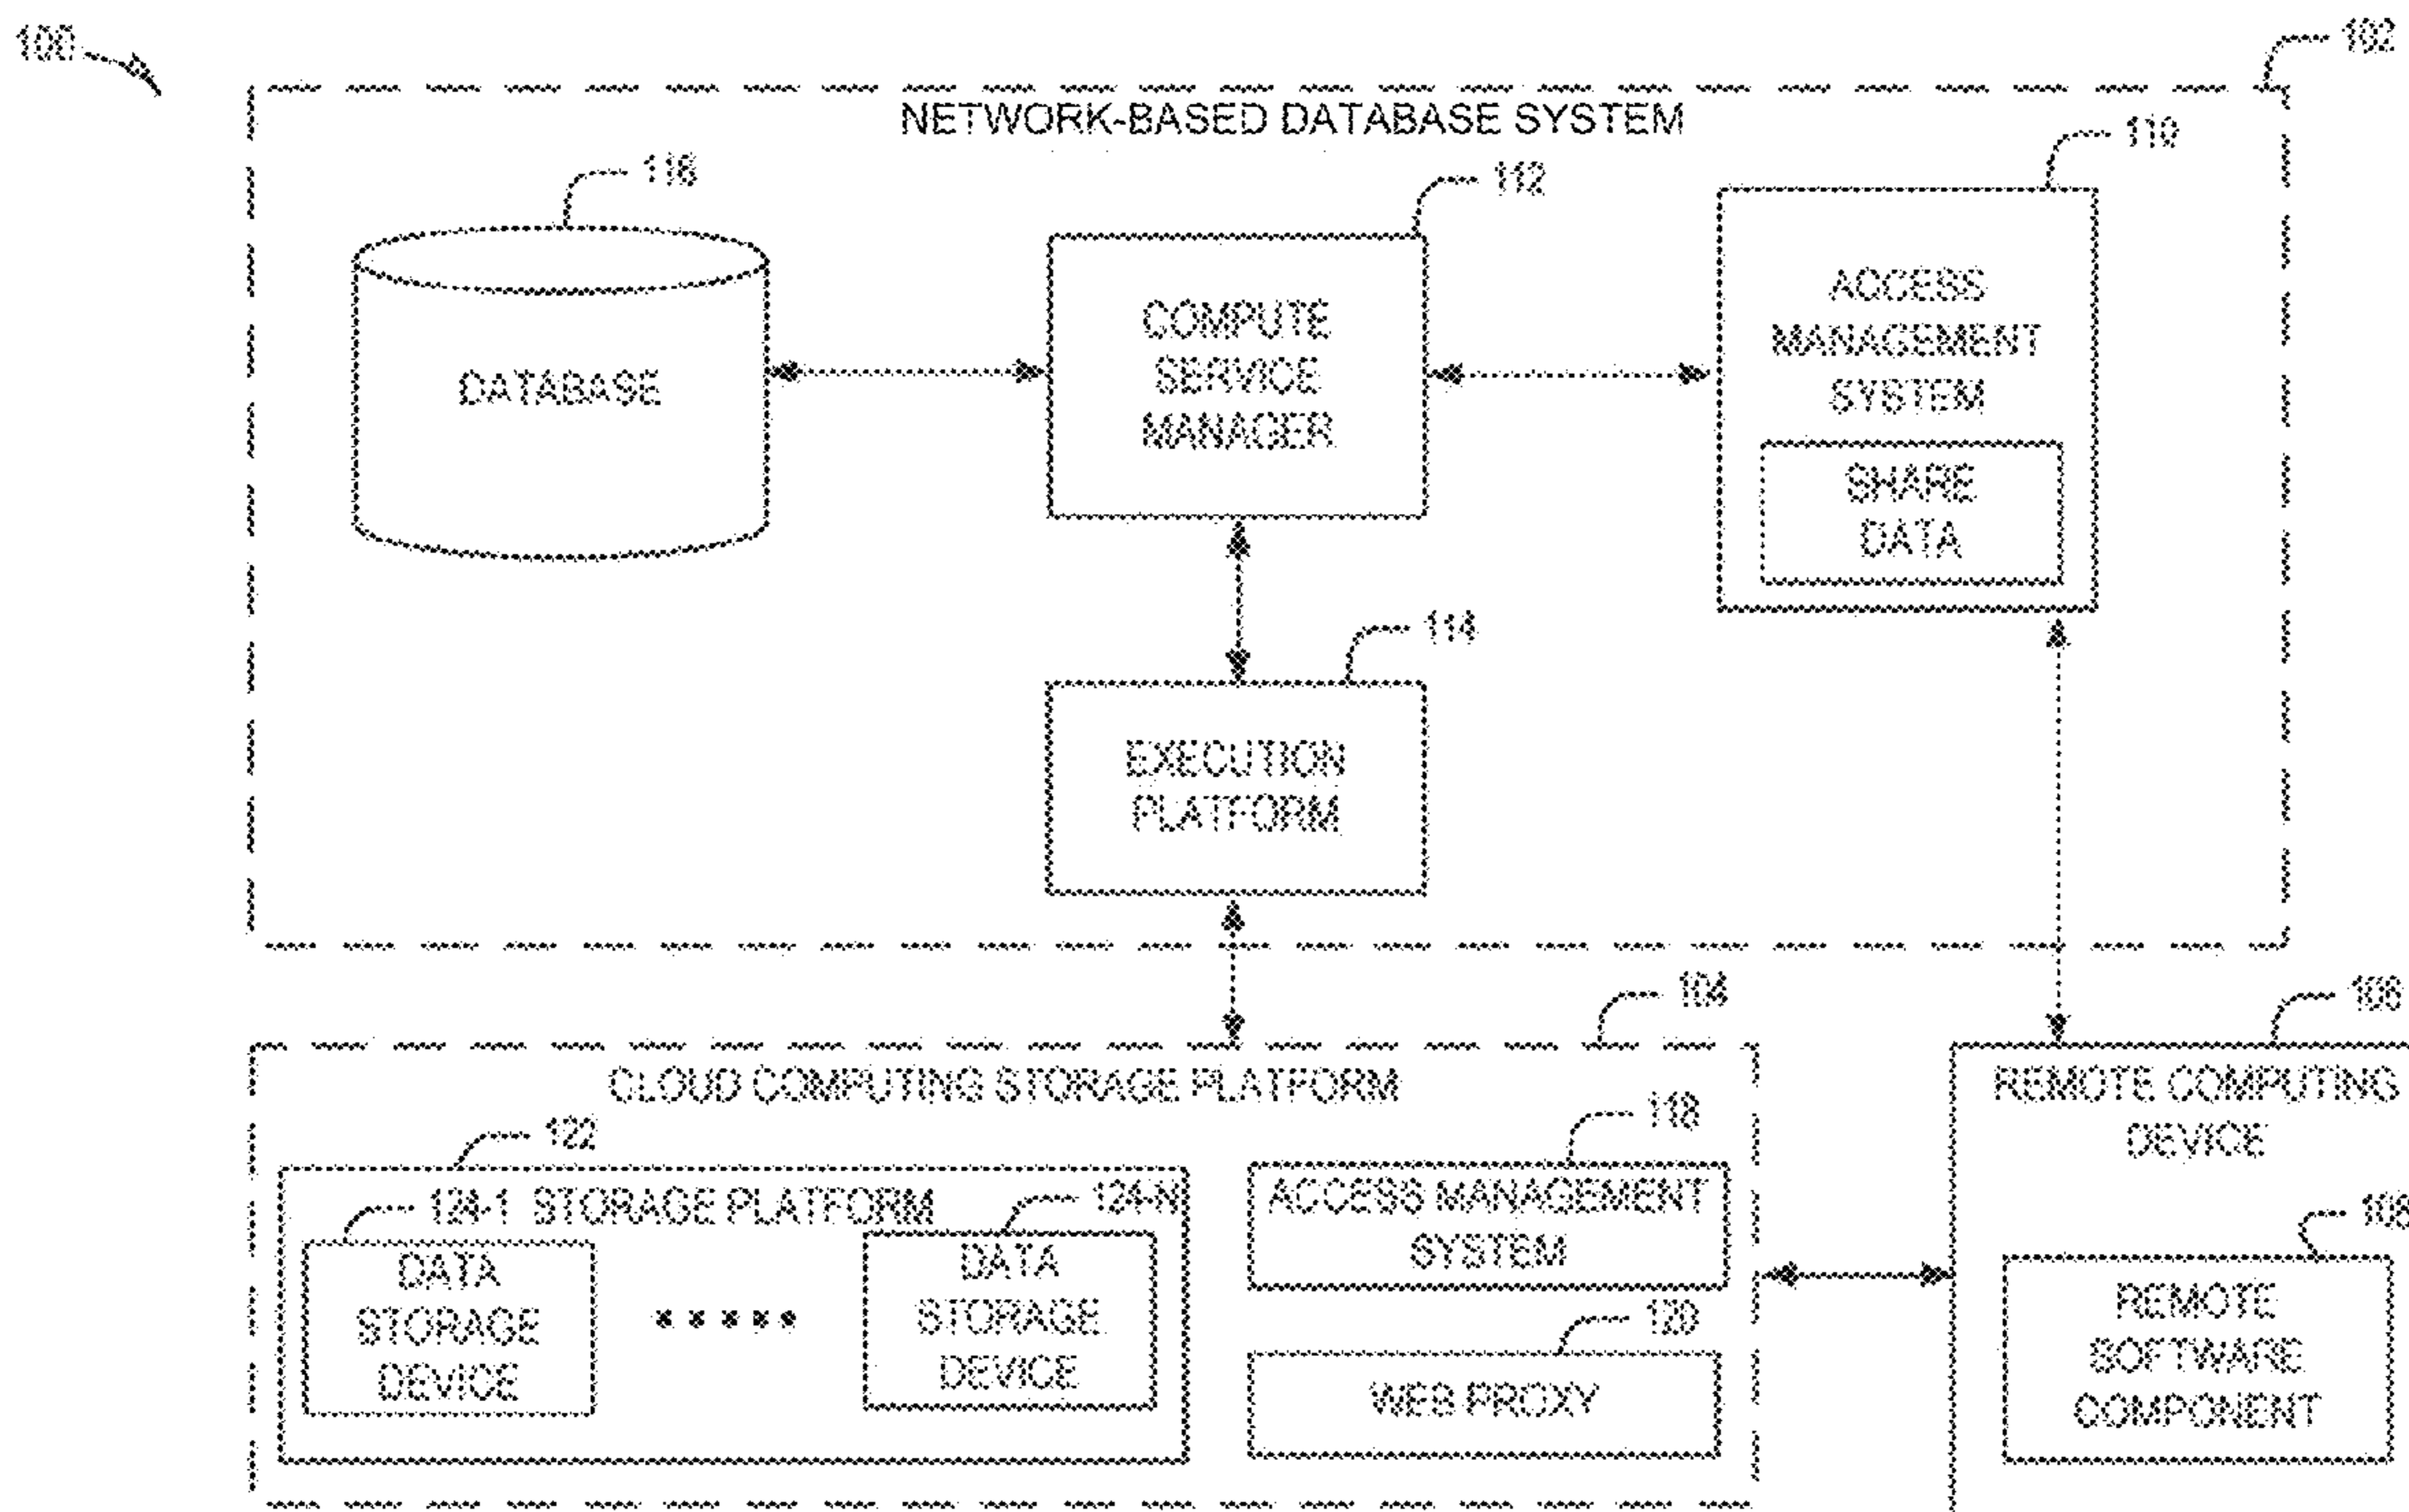 100
102
NETWORK-BASED DATABASE SYSTEM
116
112
110
DATABASE
COMPUTE
SERVICE
MANAGER
ACCESS
MANAGEMENT
SYSTEM
SHARE
DATA
114
EXECUTION
PLATFORM
104
106
CLOUD COMPUTING STORAGE PLATFORM
122
118
124-1 STORAGE PLATFORM 124-N
DATA
STORAGE
DEVICE
DATA
STORAGE
DEVICE
ACCESS MANAGEMENT
SYSTEM
120
WEB PROXY
REMOTE COMPUTING
DEVICE
108
REMOTE
SOFTWARE
COMPONENT